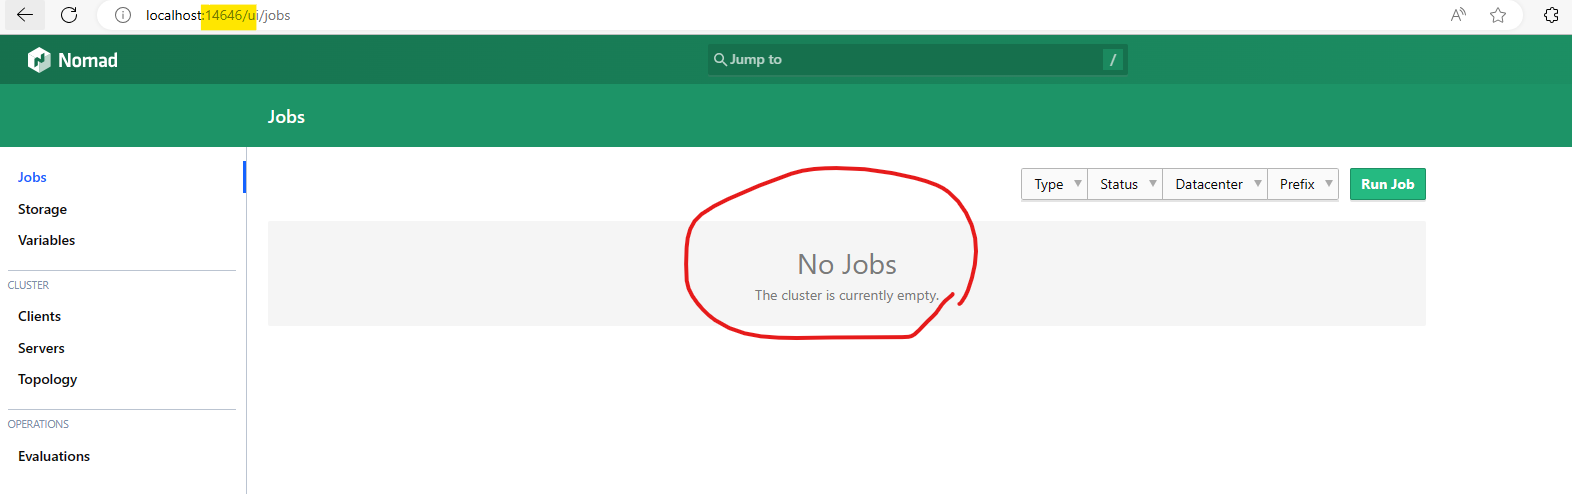 localhost:14646/ui/jobs
A
Nomad
Jump to
/
Jobs
Jobs
Storage
Variables
CLUSTER
Clients
Servers
Topology
OPERATIONS
Evaluations
Type
Status
Datacenter
Prefix
Run Job
No Jobs
The cluster is currently empty.